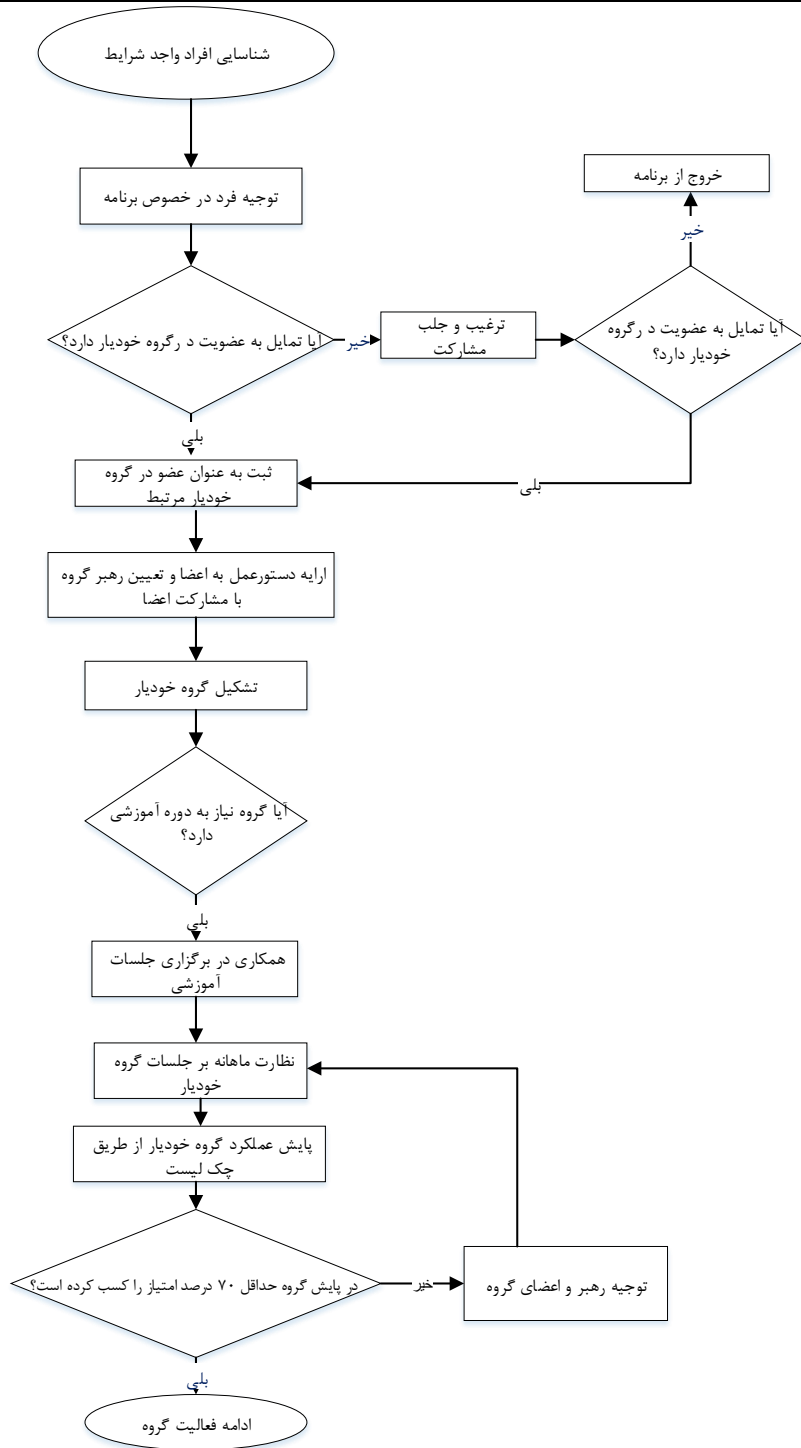 شناسایی افراد واجد شرایط
توجیه فرد در خصوص برنامه
خروج از برنامه
خیر
آیا تمایل به عضویت د رگروه خودیار دارد؟
خیر
ترغیب و جلب
مشارکت
آیا تمایل به عضویت د رگروه
خودیار دارد؟
بلی
بلی
ثبت به عنوان عضو در گروه
خودیار مرتبط
ارایه دستورعمل به اعضا و تعیین رهبر گروه
با مشارکت اعضا
تشکیل گروه خودیار
آیا گروه نیاز به دوره آموزشی
دارد؟
بلی
همکاری در برگزاری جلسات
آموزشی
نظارت ماهانه بر جلسات گروه
خودیار
پایش عملکرد گروه خودیار از طریق
چک لیست
در پایش گروه حداقل ۷۰ درصد امتیاز را کسب کرده است؟
خیر
توجیه رهبر و اعضای گروه
بلی
ادامه فعالیت گروه